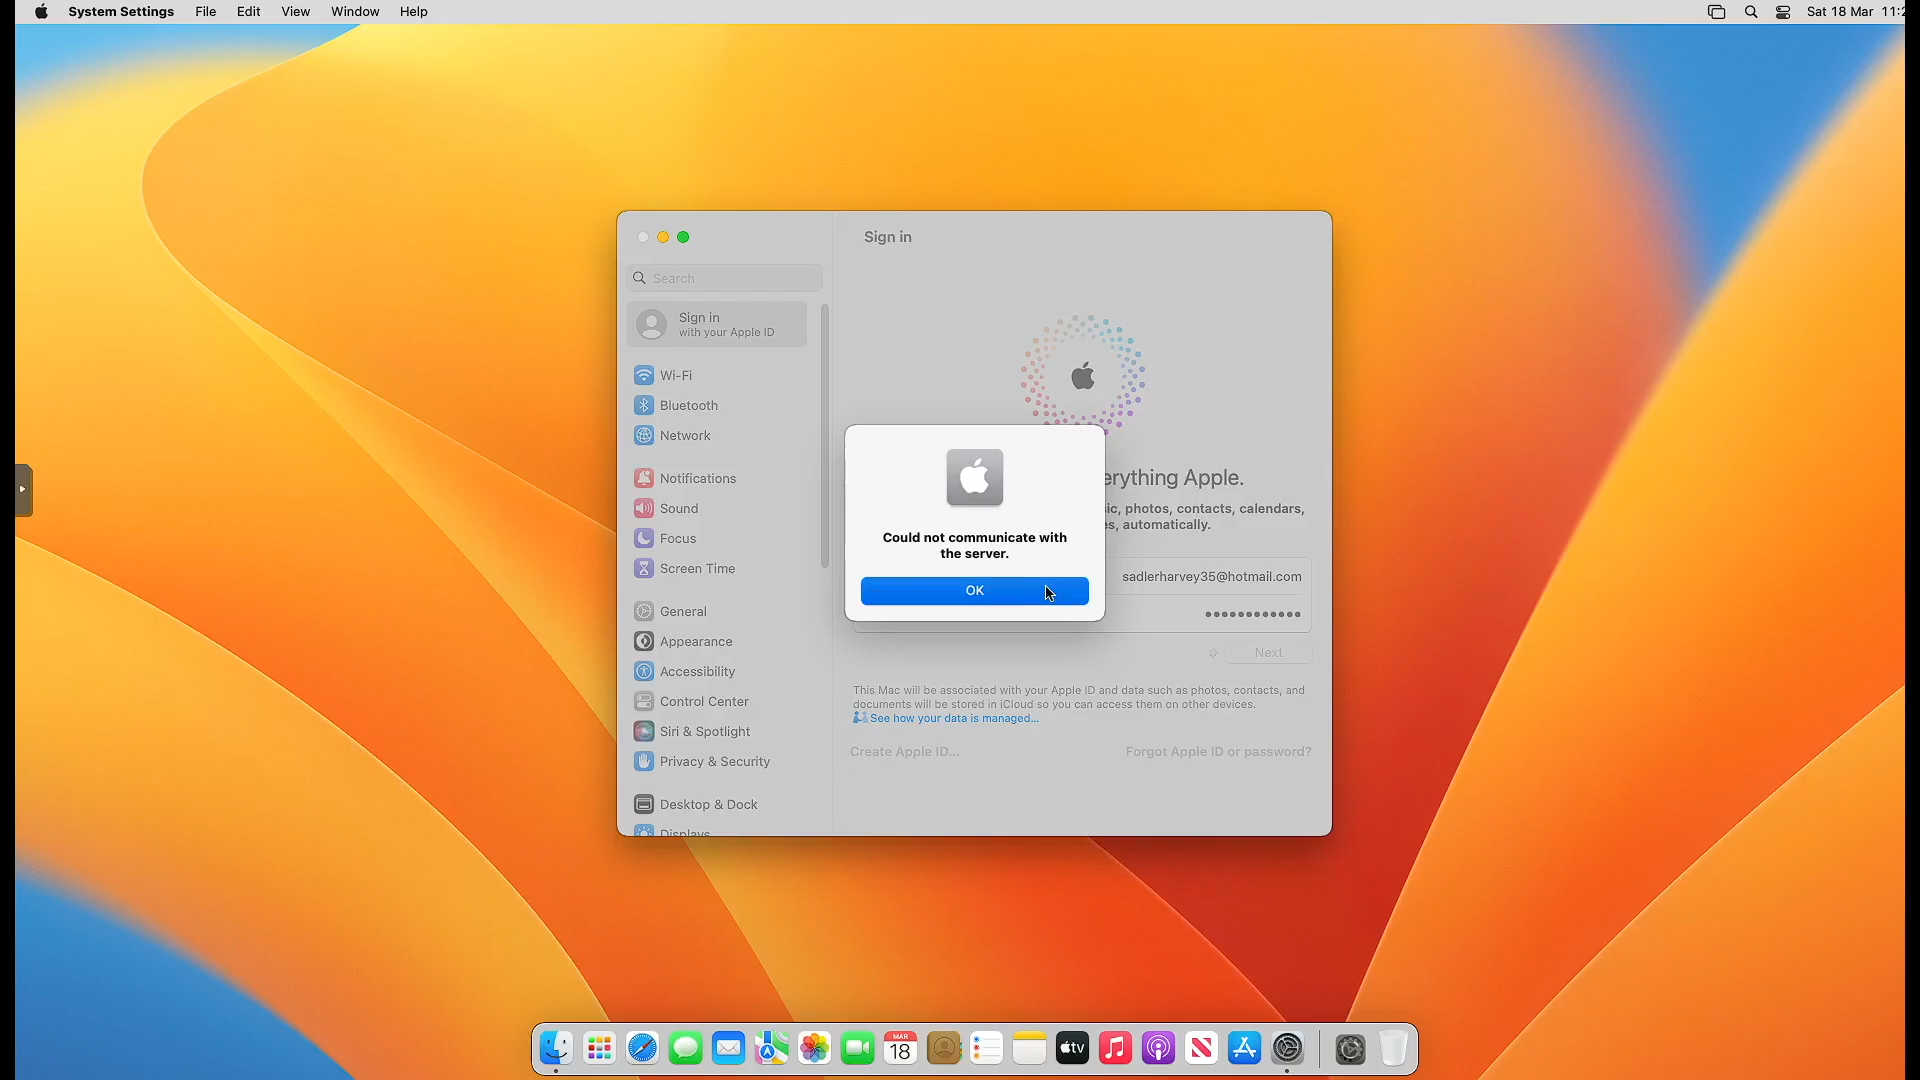 System Settings File Edit View Window Help
Sat 18 Mar 11:2
Sign in
Search
Sign in
with your Apple ID
Wi-Fi
Bluetooth
Network
Notifications
Sound
Focus
Screen Time
General
Appearance
Accessibility
Control Center
Siri & Spotlight
Privacy & Security
Desktop & Dock
Displays
erything Apple.
ic, photos, contacts, calendars,
es, automatically.
Could not communicate with
the server.
OK
sadlerharvey35@hotmail.com
Next
This Mac will be associated with your Apple ID and data such as photos, contacts, and
documents will be stored in iCloud so you can access them on other devices.
See how your data is managed...
Create Apple ID...
Forgot Apple ID or password?
MAR
18
tv